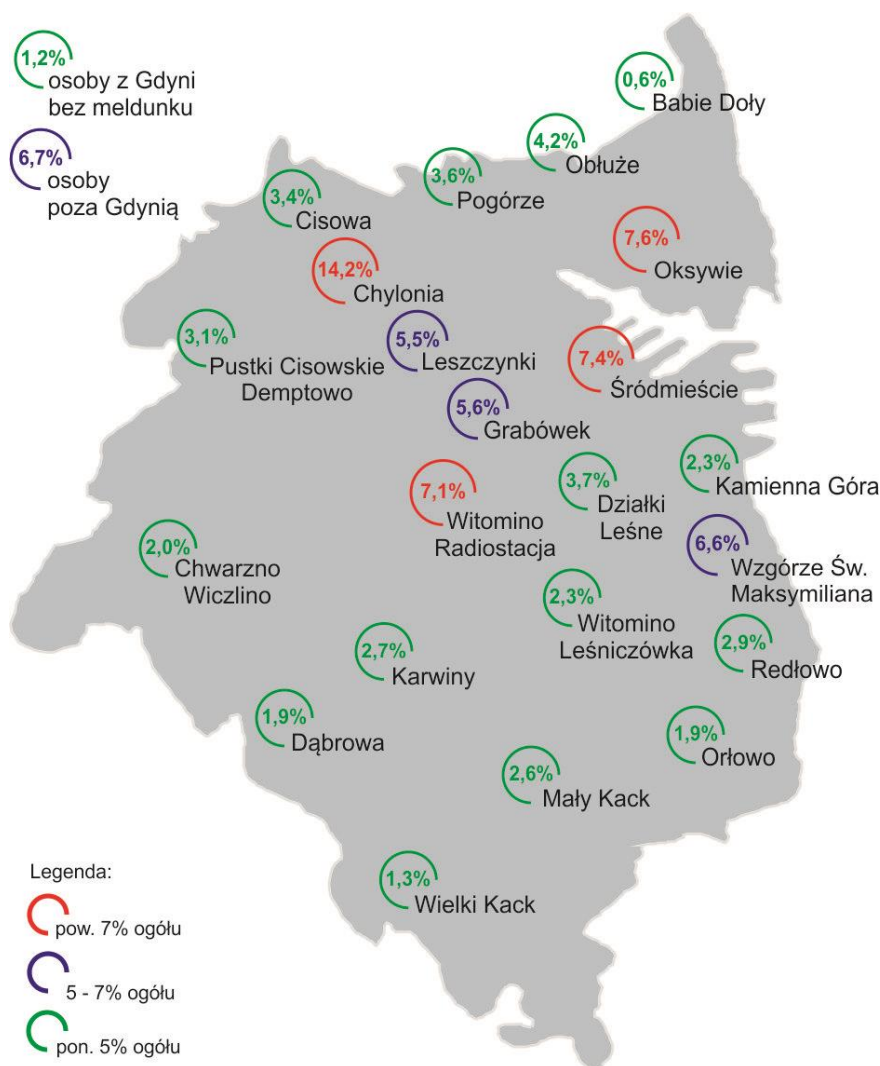 1,2%
osoby z Gdyni
bez meldunku
6,7%
osoby
poza Gdynią
0,6%
Babie Doły
4,2%
Obłuże
3,6%
Pogórze
3,4%
Cisowa
7,6%
Oksywie
14,2%
Chylonia
3,1%
Pustki Cisowskie
Demptowo
5,5%
Leszczynki
7,4%
Śródmieście
5,6%
Grabówek
7,1%
Witomino
Radiostacja
3,7%
Działki
Leśne
2,3%
Kamienna Góra
2,0%
Chwarzno
Wiczlino
6,6%
Wzgórze Św.
Maksymiliana
2,3%
Witomino
Leśniczówka
2,9%
Redłowo
2,7%
Karwiny
1,9%
Dąbrowa
1,9%
Orłowo
2,6%
Mały Kack
1,3%
Wielki Kack
Legenda:
pow. 7% ogółu
5 - 7% ogółu
pon. 5% ogółu